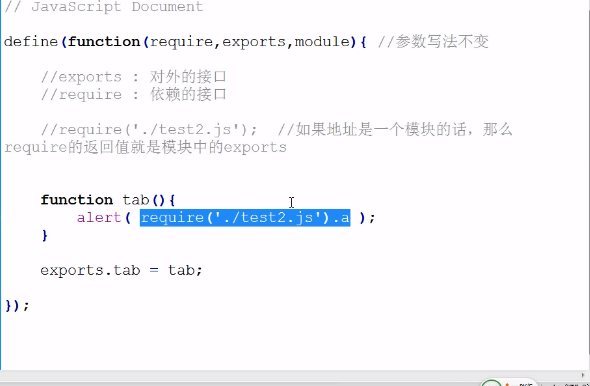 // JavaScript Document
define(function(require,exports,module){ //参数写法不变
//exports : 对外的接口
//require : 依赖的接口
//require('./test2.js'); //如果地址是一个模块的话，那么
require的返回值就是模块中的exports
function tab(){
alert( require('./test2.js').a );
}
exports.tab = tab;
});